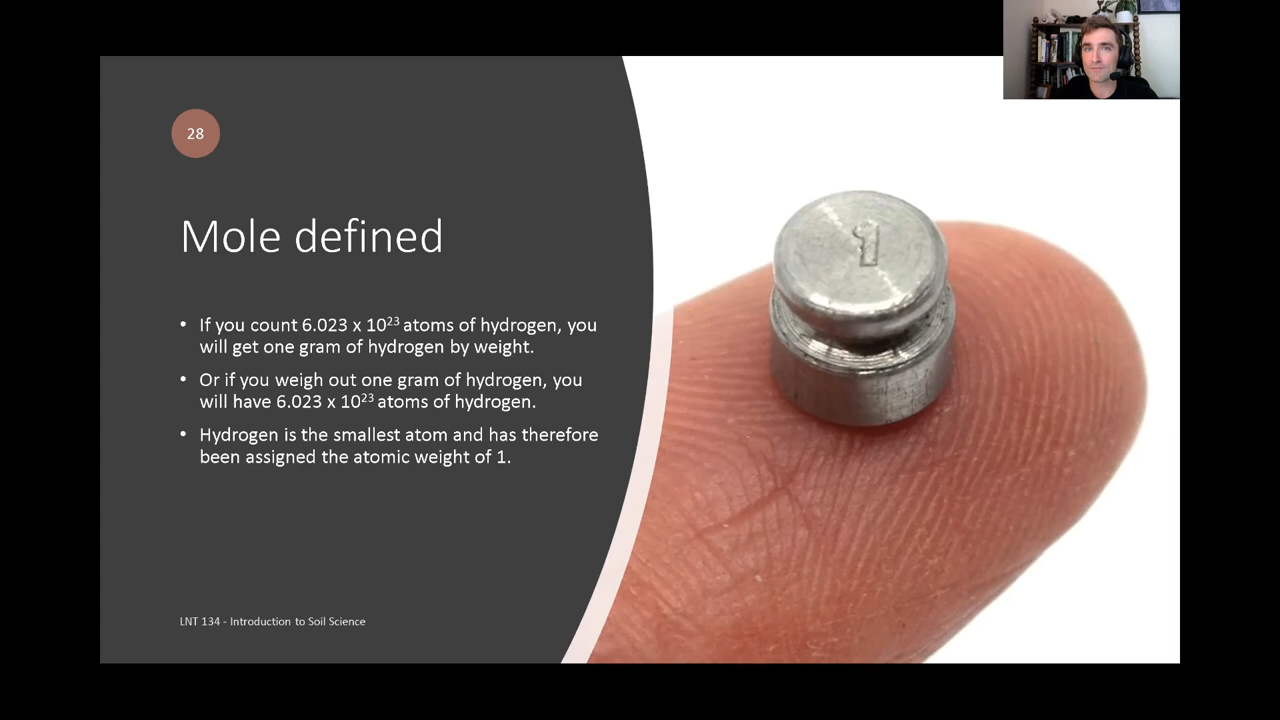 28
Mole defined
• If you count 6.023 x 10²³ atoms of hydrogen, you
will get one gram of hydrogen by weight.
• Or if you weigh out one gram of hydrogen, you
will have 6.023 x 10²³ atoms of hydrogen.
• Hydrogen is the smallest atom and has therefore
been assigned the atomic weight of 1.
LNT 134 - Introduction to Soil Science
1